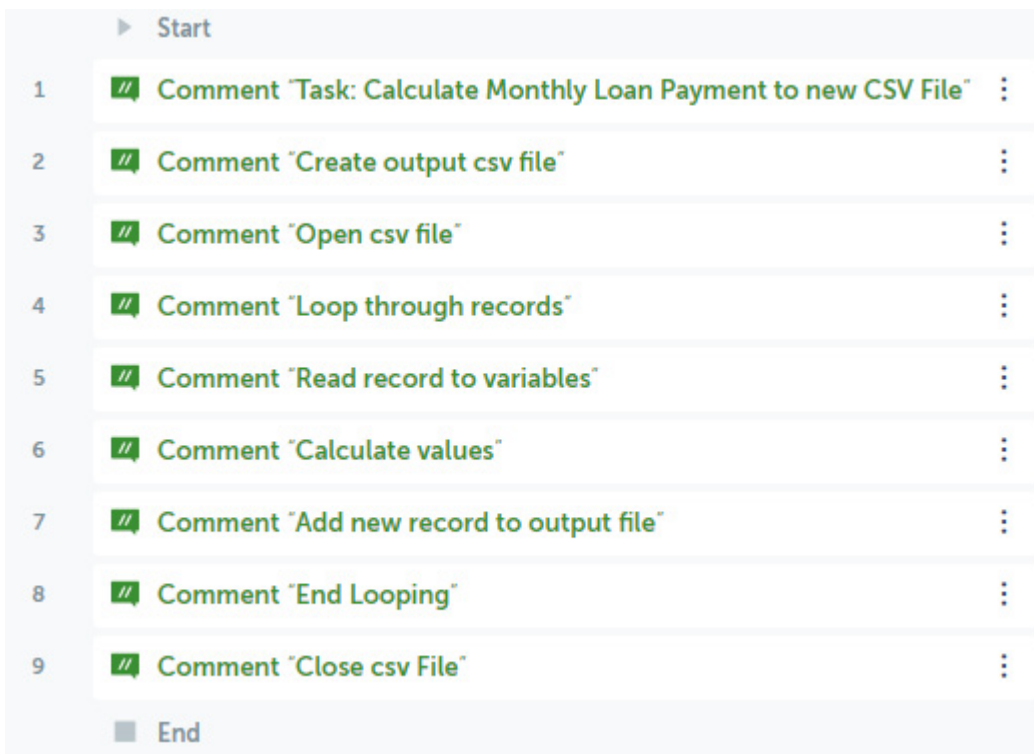 Start
1 Comment "Task: Calculate Monthly Loan Payment to new CSV File"
2 Comment "Create output csv file"
3 Comment "Open csv file"
4 Comment "Loop through records"
5 Comment "Read record to variables"
6 Comment "Calculate values"
7 Comment "Add new record to output file"
8 Comment "End Looping"
9 Comment "Close csv File"
End